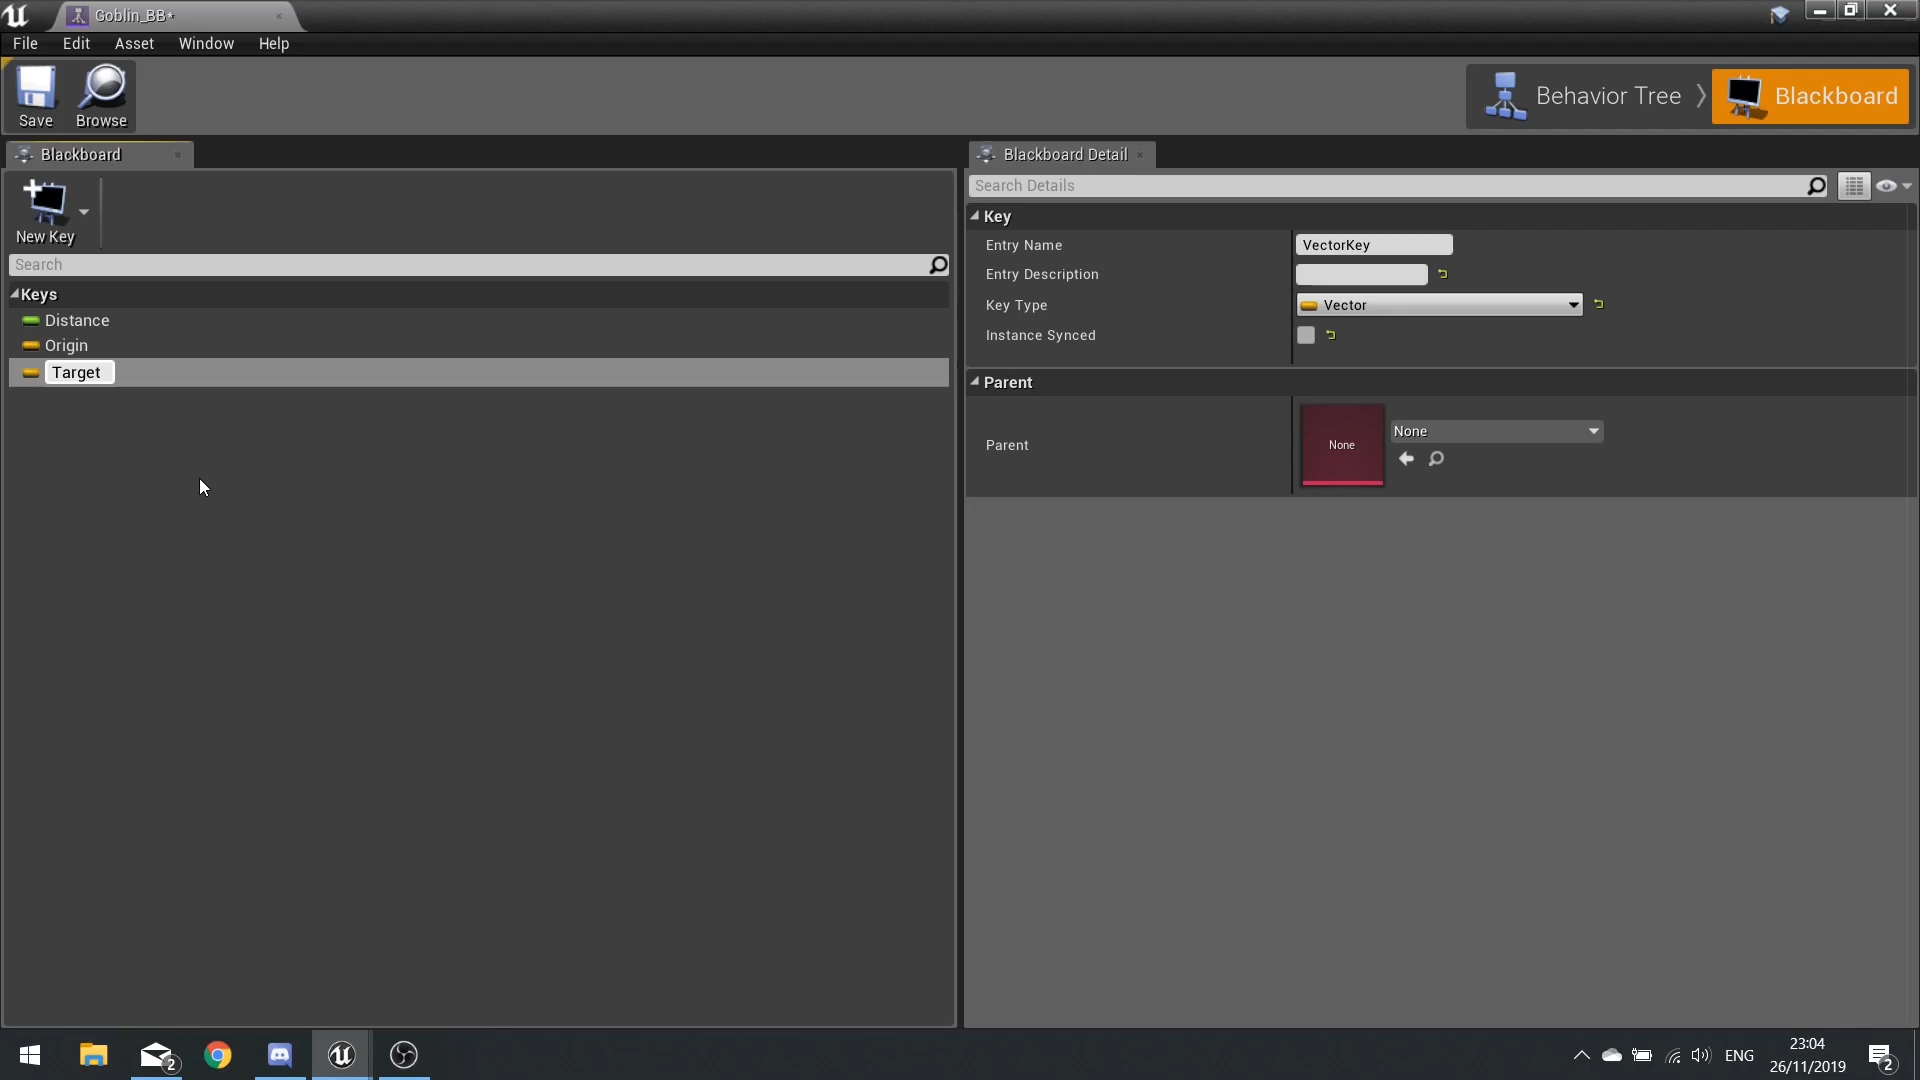 Goblin_BB*
File Edit Asset Window Help
Save Browse
Behavior Tree Blackboard
Blackboard
New Key
Search
Keys
Distance
Origin
Target
Blackboard Detail
Search Details
Key
Entry Name VectorKey
Entry Description
Key Type Vector
Instance Synced
Parent
Parent None None
2
ENG
23:04
26/11/2019
2